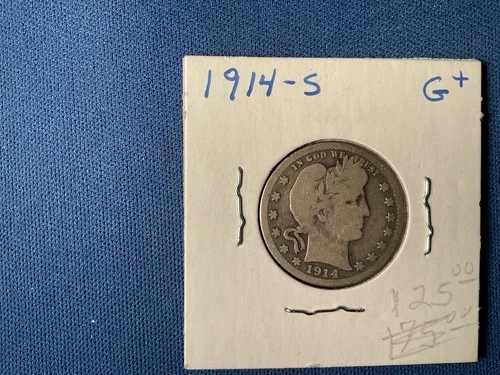 1914-S G+
IN GOD WE TRUST
1914
125.00
175.00